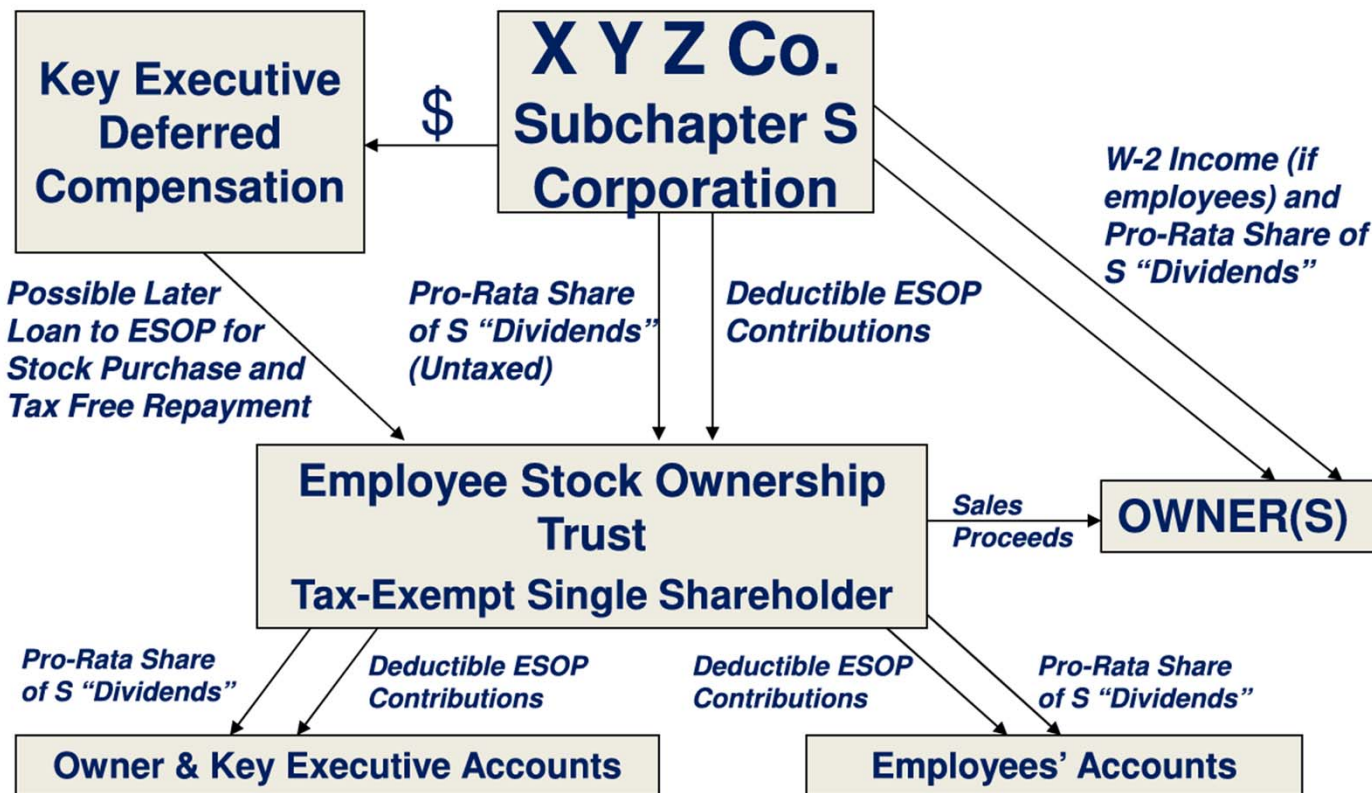 X Y Z Co.
Subchapter S
Corporation
Key Executive
Deferred
Compensation
$
W-2 Income (if
employees) and
Pro-Rata Share of
S “Dividends”
Possible Later
Loan to ESOP for
Stock Purchase and
Tax Free Repayment
Pro-Rata Share
of S “Dividends”
(Untaxed)
Deductible ESOP
Contributions
Employee Stock Ownership
Trust
Tax-Exempt Single Shareholder
Sales
Proceeds
OWNER(S)
Pro-Rata Share
of S “Dividends”
Deductible ESOP
Contributions
Deductible ESOP
Contributions
Pro-Rata Share
of S “Dividends”
Owner & Key Executive Accounts
Employees’ Accounts